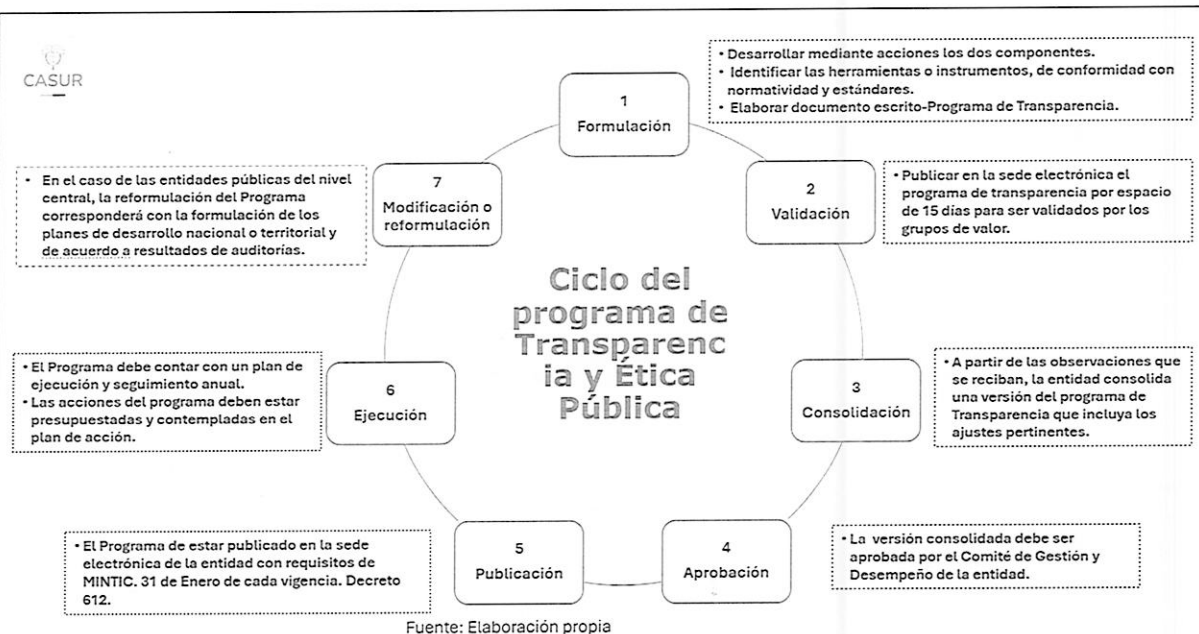 CASUR
1
Formulación
• Desarrollar mediante acciones los dos componentes.
• Identificar las herramientas o instrumentos, de conformidad con
normatividad y estándares.
• Elaborar documento escrito-Programa de Transparencia.
2
Validación
• Publicar en la sede electrónica el
programa de transparencia por espacio
de 15 días para ser validados por los
grupos de valor.
Ciclo del
programa de
Transparenc
ia y Ética
Pública
3
Consolidación
• A partir de las observaciones que
se reciban, la entidad consolida
una versión del programa de
Transparencia que incluya los
ajustes pertinentes.
4
Aprobación
• La versión consolidada debe ser
aprobada por el Comité de Gestión y
Desempeño de la entidad.
5
Publicación
• El Programa de estar publicado en la sede
electrónica de la entidad con requisitos de
MINTIC. 31 de Enero de cada vigencia. Decreto
612.
6
Ejecución
• El Programa debe contar con un plan de
ejecución y seguimiento anual.
• Las acciones del programa deben estar
presupuestadas y contempladas en el
plan de acción.
7
Modificación o
reformulación
• En el caso de las entidades públicas del nivel
central, la reformulación del Programa
corresponderá con la formulación de los
planes de desarrollo nacional o territorial y
de acuerdo a resultados de auditorías.
Fuente: Elaboración propia